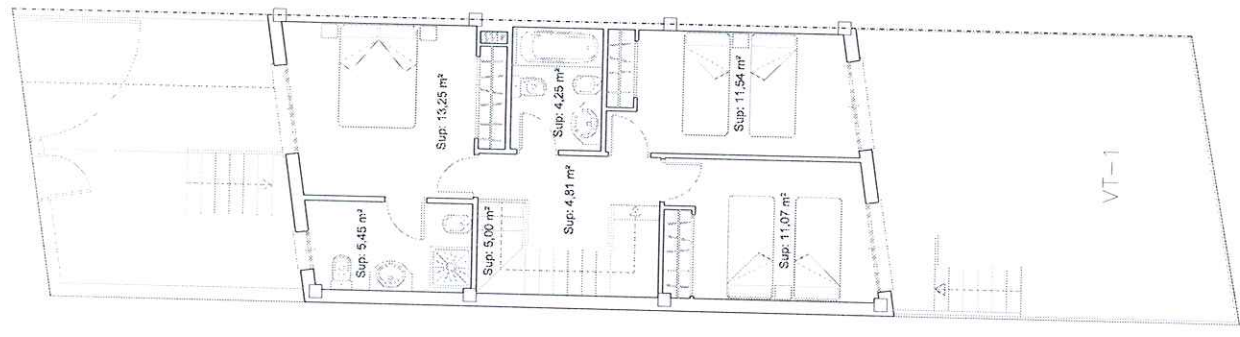 Sup: 13,25 m²
Sup: 4,25 m²
Sup: 11,54 m²
Sup: 5,45 m²
Sup: 5,00 m²
Sup: 4,81 m²
Sup: 11,07 m²
VT-1